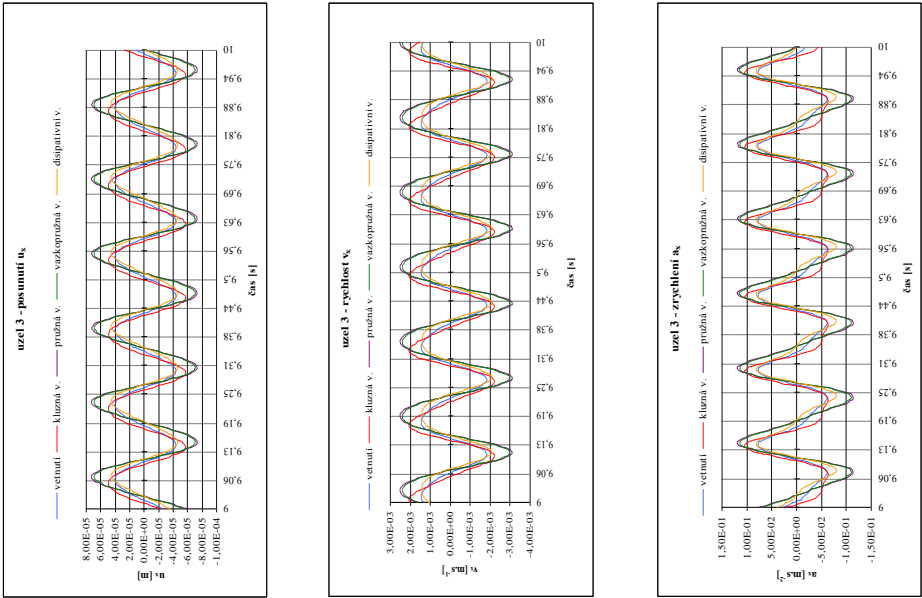 uzel 3 - posunutí uₓ
vetnutí kluzná v. pružná v. vazkopružná v. disipativní v.
8,00E-05
6,00E-05
4,00E-05
2,00E-05
0,00E+00
-2,00E-05
-4,00E-05
-6,00E-05
-8,00E-05
-1,00E-04
uₓ [m]
9 9,06 9,13 9,19 9,25 9,31 9,38 9,44 9,5 9,56 9,63 9,69 9,75 9,81 9,88 9,94 10
čas [s]
uzel 3 - rychlost vₓ
vetnutí kluzná v. pružná v. vazkopružná v. disipativní v.
3,00E-03
2,00E-03
1,00E-03
0,00E+00
-1,00E-03
-2,00E-03
-3,00E-03
-4,00E-03
vₓ [m.s⁻¹]
9 9,06 9,13 9,19 9,25 9,31 9,38 9,44 9,5 9,56 9,63 9,69 9,75 9,81 9,88 9,94 10
čas [s]
uzel 3 - zrychlení aₓ
vetnutí kluzná v. pružná v. vazkopružná v. disipativní v.
1,50E-01
1,00E-01
5,00E-02
0,00E+00
-5,00E-02
-1,00E-01
-1,50E-01
aₓ [m.s⁻²]
9 9,06 9,13 9,19 9,25 9,31 9,38 9,44 9,5 9,56 9,63 9,69 9,75 9,81 9,88 9,94 10
čas [s]